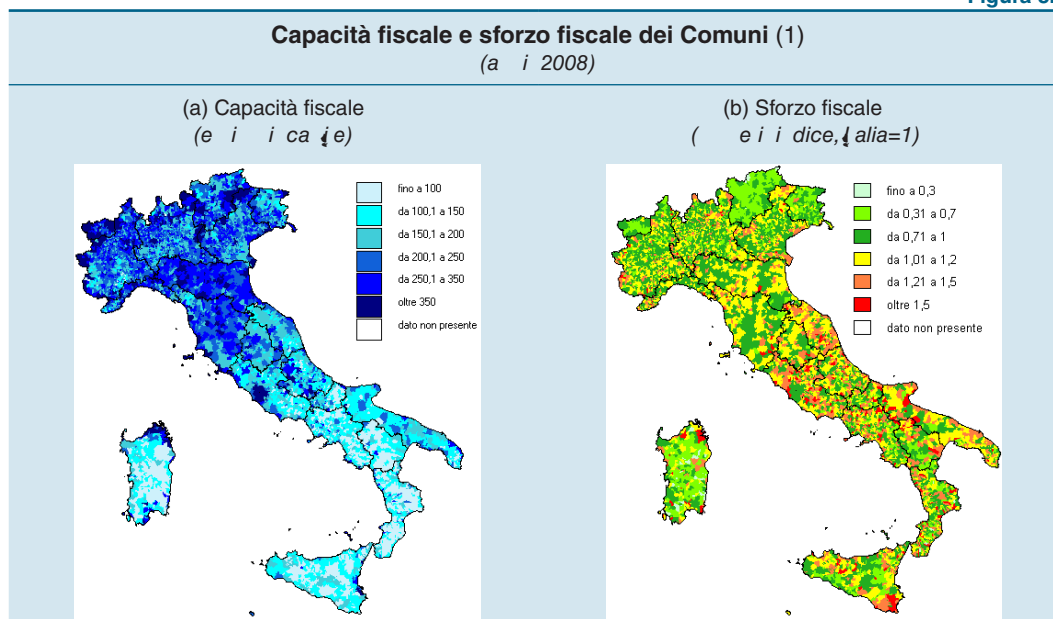 Capacità fiscale e sforzo fiscale dei Comuni (1)
2008)
(a) Capacità fiscale
(b) Sforzo fiscale
alia=1)
fino a 100
da 100,1 a 150
da 150,1 a 200
da 200,1 a 250
da 250,1 a 350
oltre 350
dato non presente
fino a 0,3
da 0,31 a 0,7
da 0,71 a 1
da 1,01 a 1,2
da 1,21 a 1,5
oltre 1,5
dato non presente